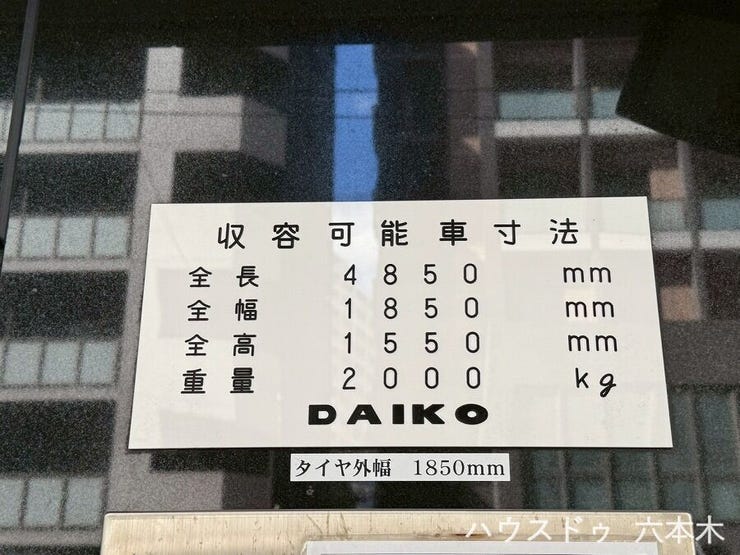 収容可能車寸法
全長 4850 mm
全幅 1850 mm
全高 1550 mm
重量 2000 kg
DAIKO
タイヤ外幅 1850mm
ハウスドゥ 六本木